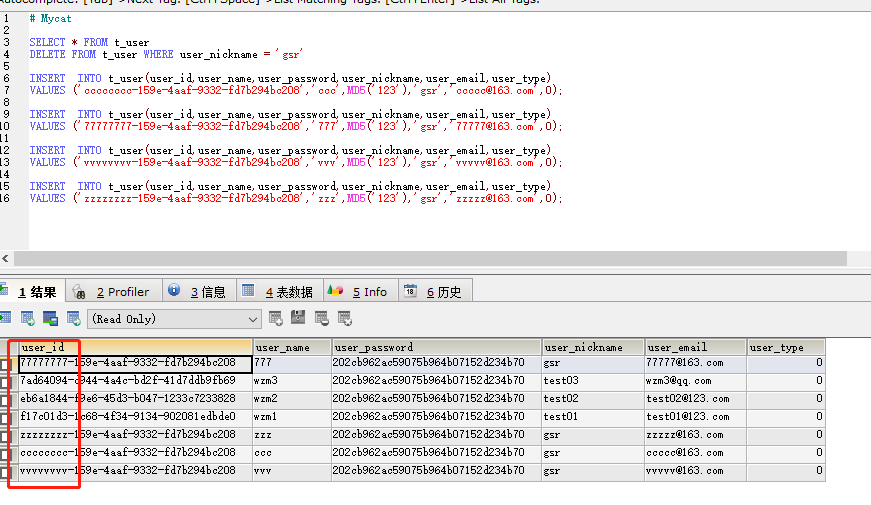 Autocomplete: [Tab]->Next Tag. [Ctrl+Space]->List Matching Tags. [Ctrl+Enter]->List All Tags.
1 # Mycat
2
3 SELECT * FROM t_user
4 DELETE FROM t_user WHERE user_nickname = 'gsr'
5
6 INSERT  INTO t_user(user_id,user_name,user_password,user_nickname,user_email,user_type)
7 VALUES ('cccccccc-159e-4aaf-9332-fd7b294bc208','ccc',MD5('123'),'gsr','ccccc@163.com',0);
8
9 INSERT  INTO t_user(user_id,user_name,user_password,user_nickname,user_email,user_type)
10 VALUES ('77777777-159e-4aaf-9332-fd7b294bc208','777',MD5('123'),'gsr','77777@163.com',0);
11
12 INSERT  INTO t_user(user_id,user_name,user_password,user_nickname,user_email,user_type)
13 VALUES ('vvvvvvvv-159e-4aaf-9332-fd7b294bc208','vvv',MD5('123'),'gsr','vvvvv@163.com',0);
14
15 INSERT  INTO t_user(user_id,user_name,user_password,user_nickname,user_email,user_type)
16 VALUES ('zzzzzzzz-159e-4aaf-9332-fd7b294bc208','zzz',MD5('123'),'gsr','zzzzz@163.com',0);
1 结果 2 Profiler 3 信息 4 表数据 5 Info 6 历史
(Read Only)
user_id user_name user_password user_nickname user_email user_type
77777777-159e-4aaf-9332-fd7b294bc208 777 202cb962ac59075b964b07152d234b70 gsr 77777@163.com 0
7ad64094-c944-4a4c-bd2f-41d7ddb9fb69 wzm3 202cb962ac59075b964b07152d234b70 test03 wzm3@qq.com 0
eb6a1844-f9e6-45d3-b047-1233c7233828 wzm2 202cb962ac59075b964b07152d234b70 test02 test02@123.com 0
f17c01d3-1c68-4f34-9134-902081edbde0 wzm1 202cb962ac59075b964b07152d234b70 test01 test01@123.com 0
zzzzzzzz-159e-4aaf-9332-fd7b294bc208 zzz 202cb962ac59075b964b07152d234b70 gsr zzzzz@163.com 0
cccccccc-159e-4aaf-9332-fd7b294bc208 ccc 202cb962ac59075b964b07152d234b70 gsr ccccc@163.com 0
vvvvvvvv-159e-4aaf-9332-fd7b294bc208 vvv 202cb962ac59075b964b07152d234b70 gsr vvvvv@163.com 0